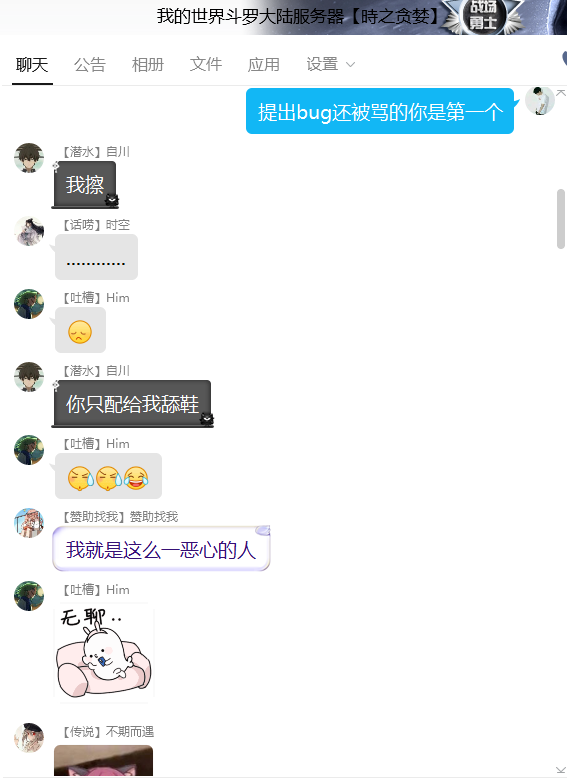 我的世界斗罗大陆服务器【時之贪婪】
战场
勇士
聊天 公告 相册 文件 应用 设置
提出bug还被骂的你是第一个
【潜水】自川
我擦
【话唠】时空
............
【吐槽】Him
【潜水】自川
你只配给我舔鞋
【吐槽】Him
【赞助找我】赞助找我
我就是这么一恶心的人
【吐槽】Him
无聊..
【传说】不期而遇